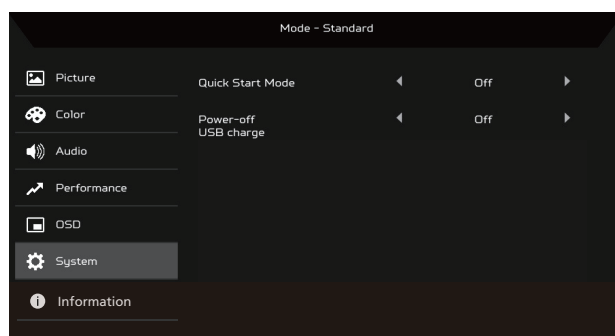 Mode - Standard
Picture
Quick Start Mode Off
Color
Power-off Off
USB charge
Audio
Performance
OSD
System
Information